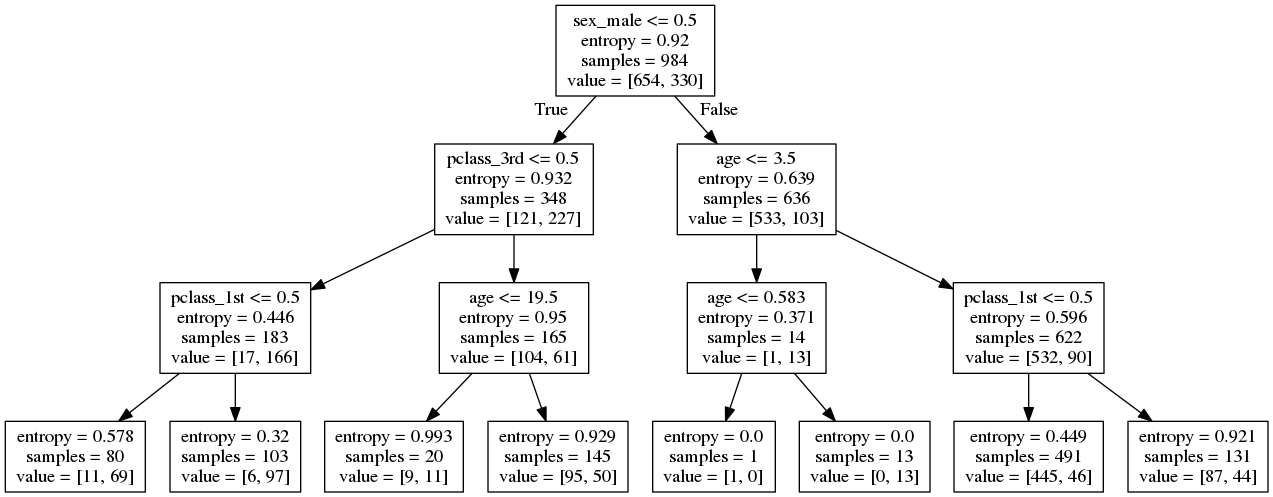 sex_male <= 0.5
entropy = 0.92
samples = 984
value = [654, 330]
True
False
pclass_3rd <= 0.5
entropy = 0.932
samples = 348
value = [121, 227]
age <= 3.5
entropy = 0.639
samples = 636
value = [533, 103]
pclass_1st <= 0.5
entropy = 0.446
samples = 183
value = [17, 166]
age <= 19.5
entropy = 0.95
samples = 165
value = [104, 61]
age <= 0.583
entropy = 0.371
samples = 14
value = [1, 13]
pclass_1st <= 0.5
entropy = 0.596
samples = 622
value = [532, 90]
entropy = 0.578
samples = 80
value = [11, 69]
entropy = 0.32
samples = 103
value = [6, 97]
entropy = 0.993
samples = 20
value = [9, 11]
entropy = 0.929
samples = 145
value = [95, 50]
entropy = 0.0
samples = 1
value = [1, 0]
entropy = 0.0
samples = 13
value = [0, 13]
entropy = 0.449
samples = 491
value = [445, 46]
entropy = 0.921
samples = 131
value = [87, 44]